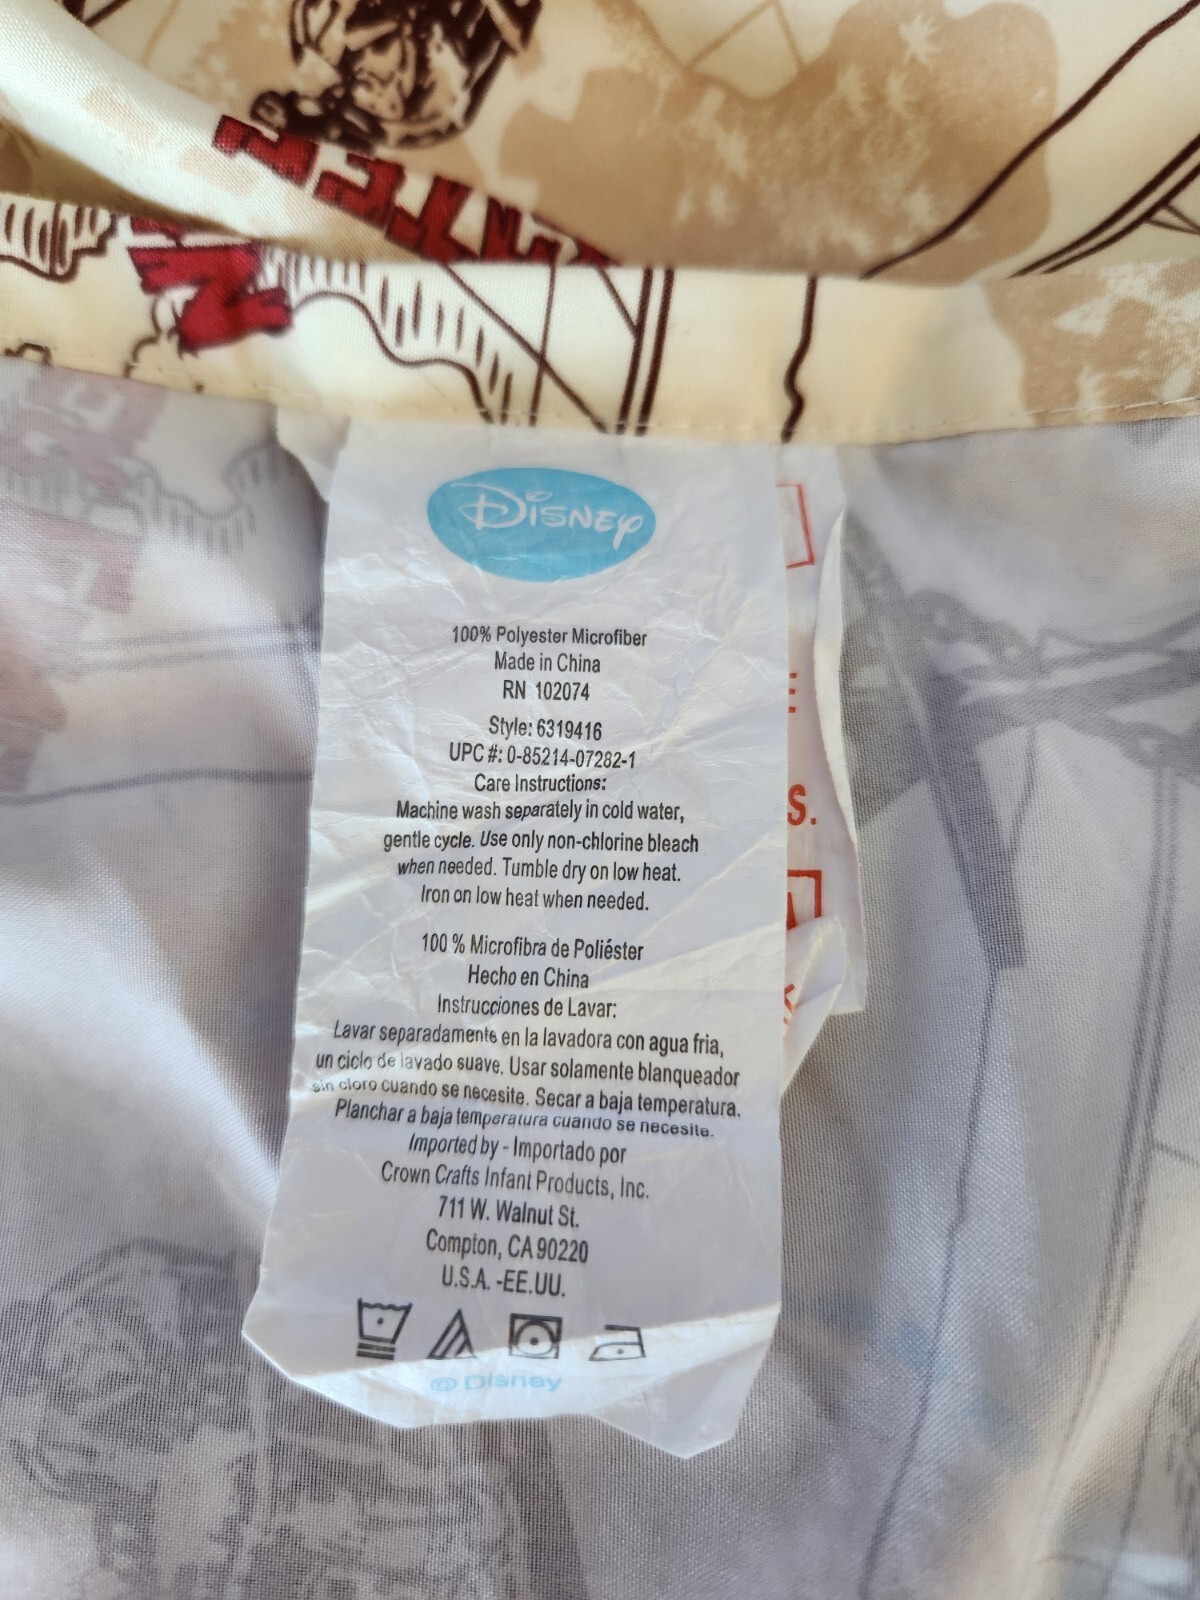 Disney
100% Polyester Microfiber
Made in China
RN 102074
Style: 6319416
UPC #: 0-85214-07282-1
Care Instructions:
Machine wash separately in cold water,
gentle cycle. Use only non-chlorine bleach
when needed. Tumble dry on low heat.
Iron on low heat when needed.
100 % Microfibra de Poliéster
Hecho en China
Instrucciones de Lavar:
Lavar separadamente en la lavadora con agua fria,
un ciclo de lavado suave. Usar solamente blanqueador
sin cloro cuando se necesite. Secar a baja temperatura.
Planchar a baja temperatura cuando se necesite.
Imported by - Importado por
Crown Crafts Infant Products, Inc.
711 W. Walnut St.
Compton, CA 90220
U.S.A. -EE.UU.
© Disney